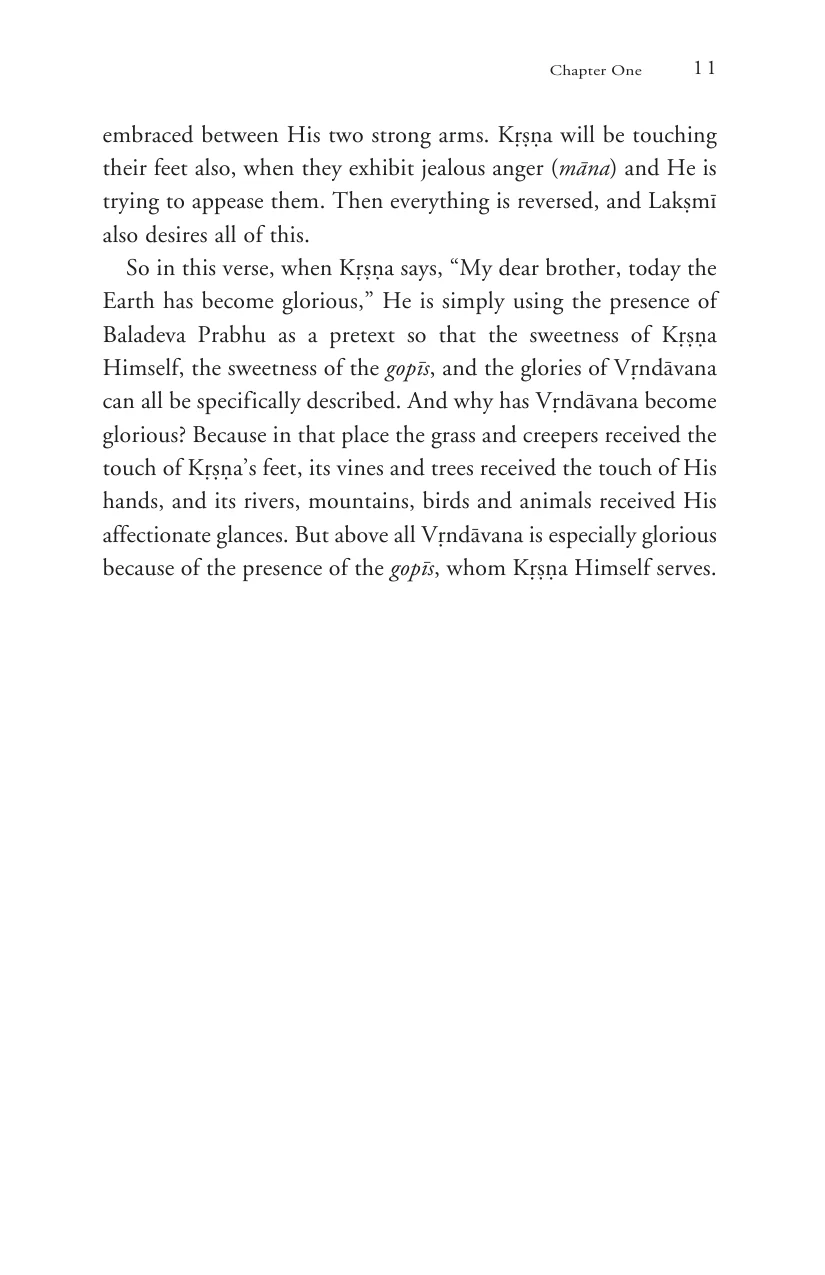 Chapter One 11
embraced between His two strong arms. Kṛṣṇa will be touching
their feet also, when they exhibit jealous anger (māna) and He is
trying to appease them. Then everything is reversed, and Lakṣmī
also desires all of this.
So in this verse, when Kṛṣṇa says, “My dear brother, today the
Earth has become glorious,” He is simply using the presence of
Baladeva Prabhu as a pretext so that the sweetness of Kṛṣṇa
Himself, the sweetness of the gopīs, and the glories of Vṛndāvana
can all be specifically described. And why has Vṛndāvana become
glorious? Because in that place the grass and creepers received the
touch of Kṛṣṇa’s feet, its vines and trees received the touch of His
hands, and its rivers, mountains, birds and animals received His
affectionate glances. But above all Vṛndāvana is especially glorious
because of the presence of the gopīs, whom Kṛṣṇa Himself serves.